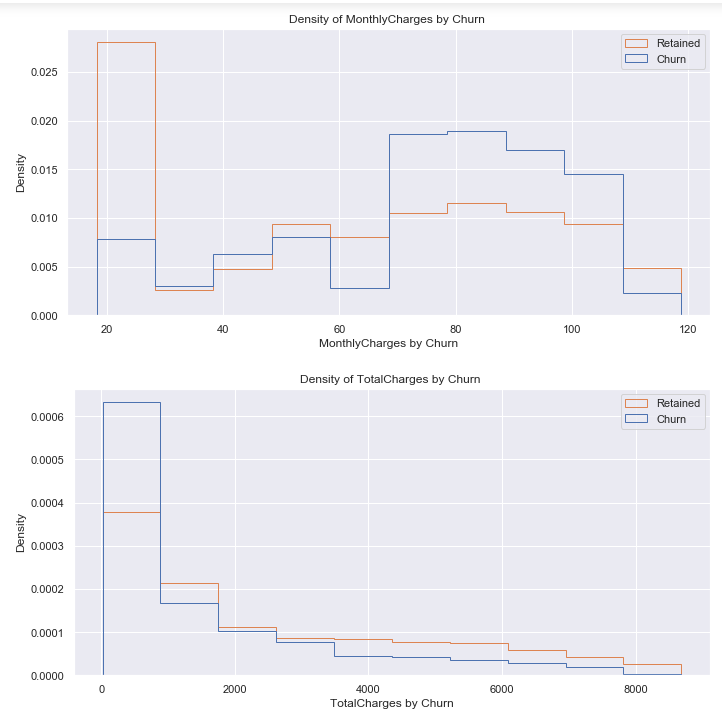 Density of MonthlyCharges by Churn
Retained
Churn
Density
0.025
0.020
0.015
0.010
0.005
0.000
20 40 60 80 100 120
MonthlyCharges by Churn
Density of TotalCharges by Churn
Retained
Churn
Density
0.0006
0.0005
0.0004
0.0003
0.0002
0.0001
0.0000
0 2000 4000 6000 8000
TotalCharges by Churn